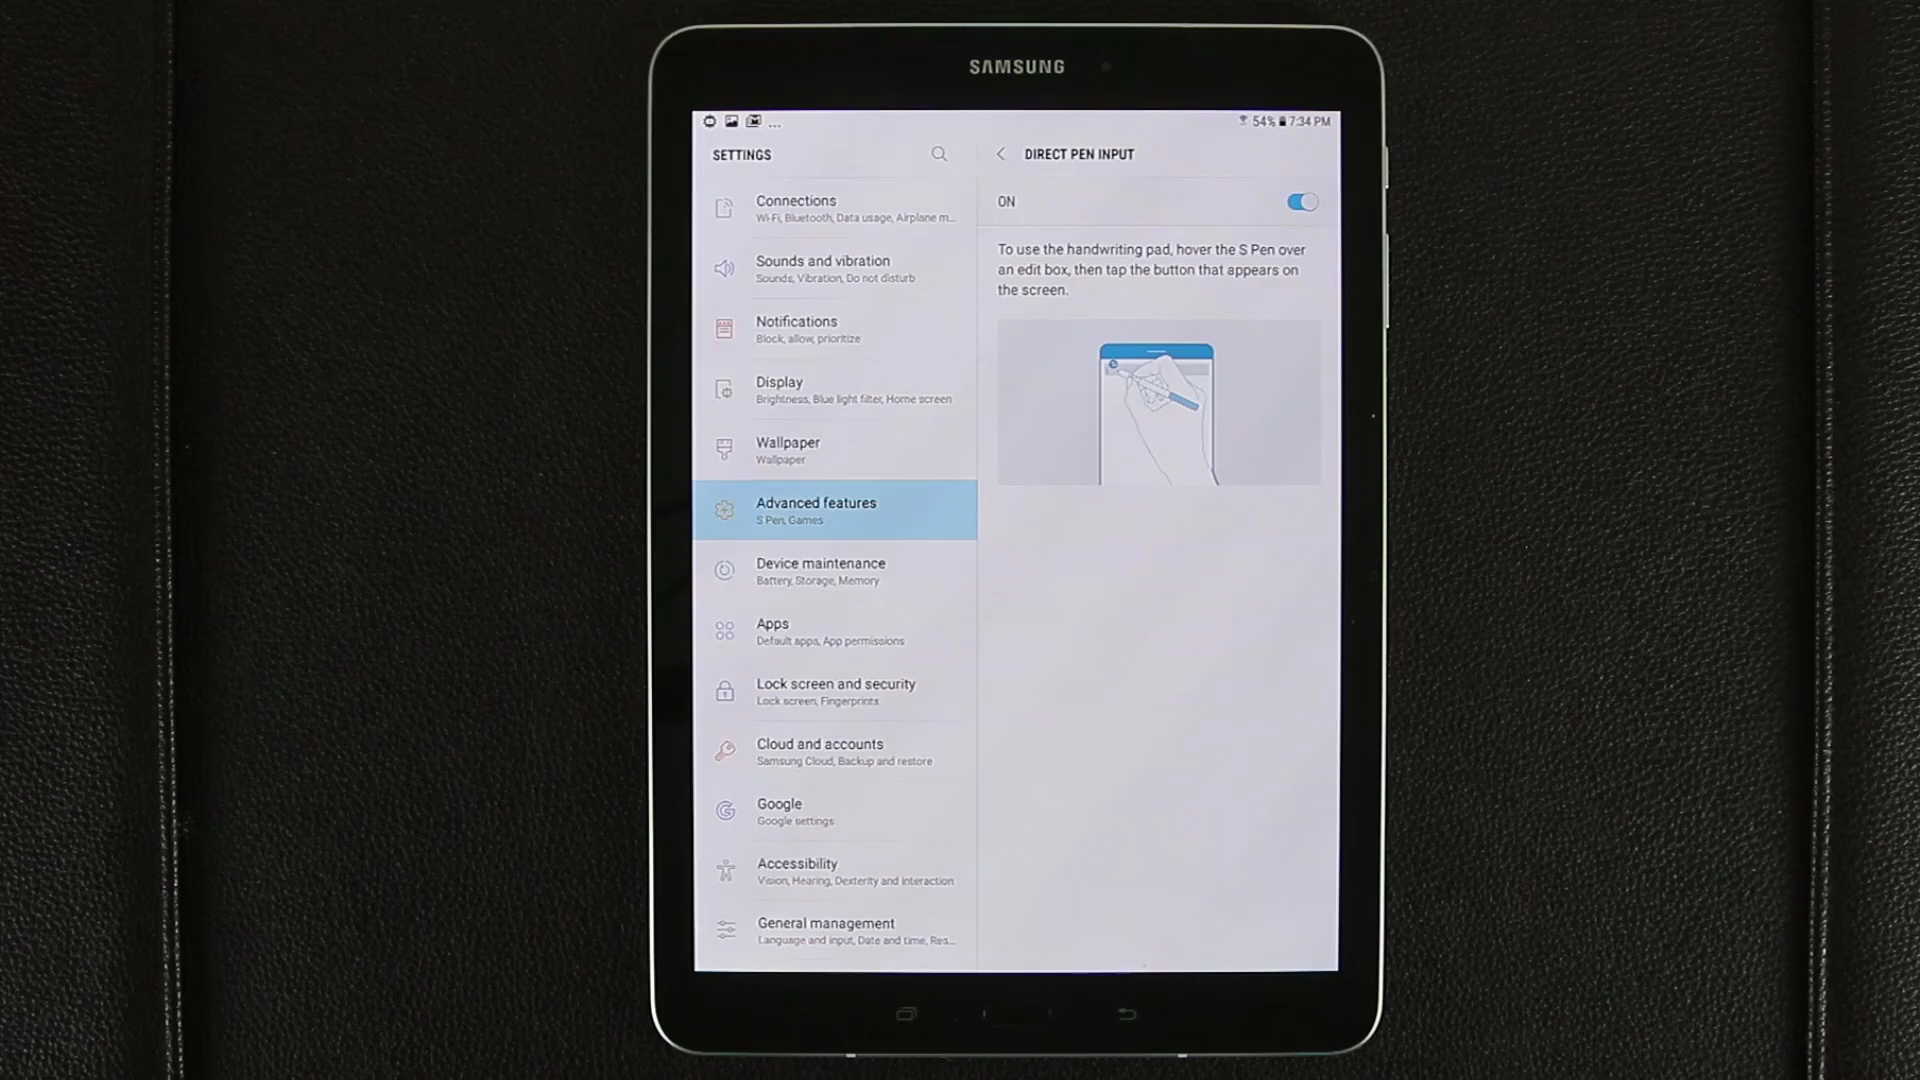 SAMSUNG
... 54% 7:34 PM
SETTINGS
Connections
Wi-Fi, Bluetooth, Data usage, Airplane m...
Sounds and vibration
Sounds, Vibration, Do not disturb
Notifications
Block, allow, prioritize
Display
Brightness, Blue light filter, Home screen
Wallpaper
Wallpaper
Advanced features
S Pen, Games
Device maintenance
Battery, Storage, Memory
Apps
Default apps, App permissions
Lock screen and security
Lock screen, Fingerprints
Cloud and accounts
Samsung Cloud, Backup and restore
Google
Google settings
Accessibility
Vision, Hearing, Dexterity and interaction
General management
Language and input, Date and time, Res...
DIRECT PEN INPUT
ON
To use the handwriting pad, hover the S Pen over
an edit box, then tap the button that appears on
the screen.